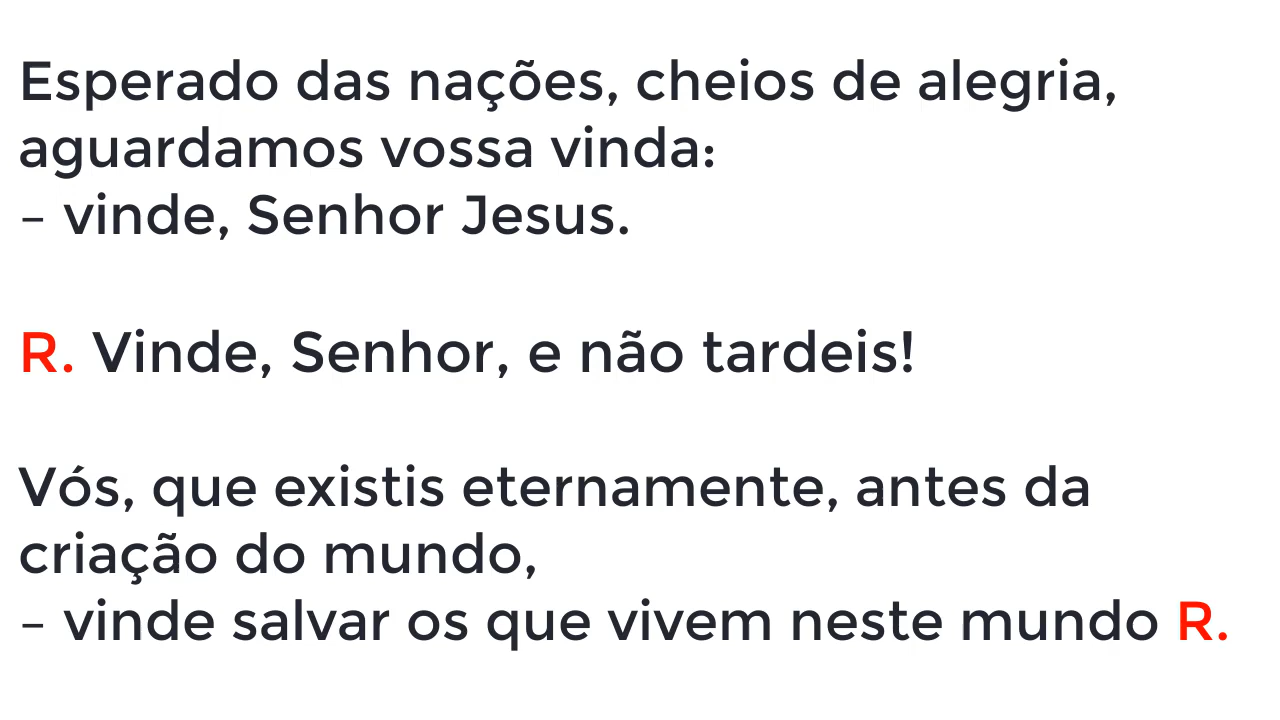 Esperado das nações, cheios de alegria,
aguardamos vossa vinda:
– vinde, Senhor Jesus.
R. Vinde, Senhor, e não tardeis!
Vós, que existis eternamente, antes da
criação do mundo,
– vinde salvar os que vivem neste mundo R.